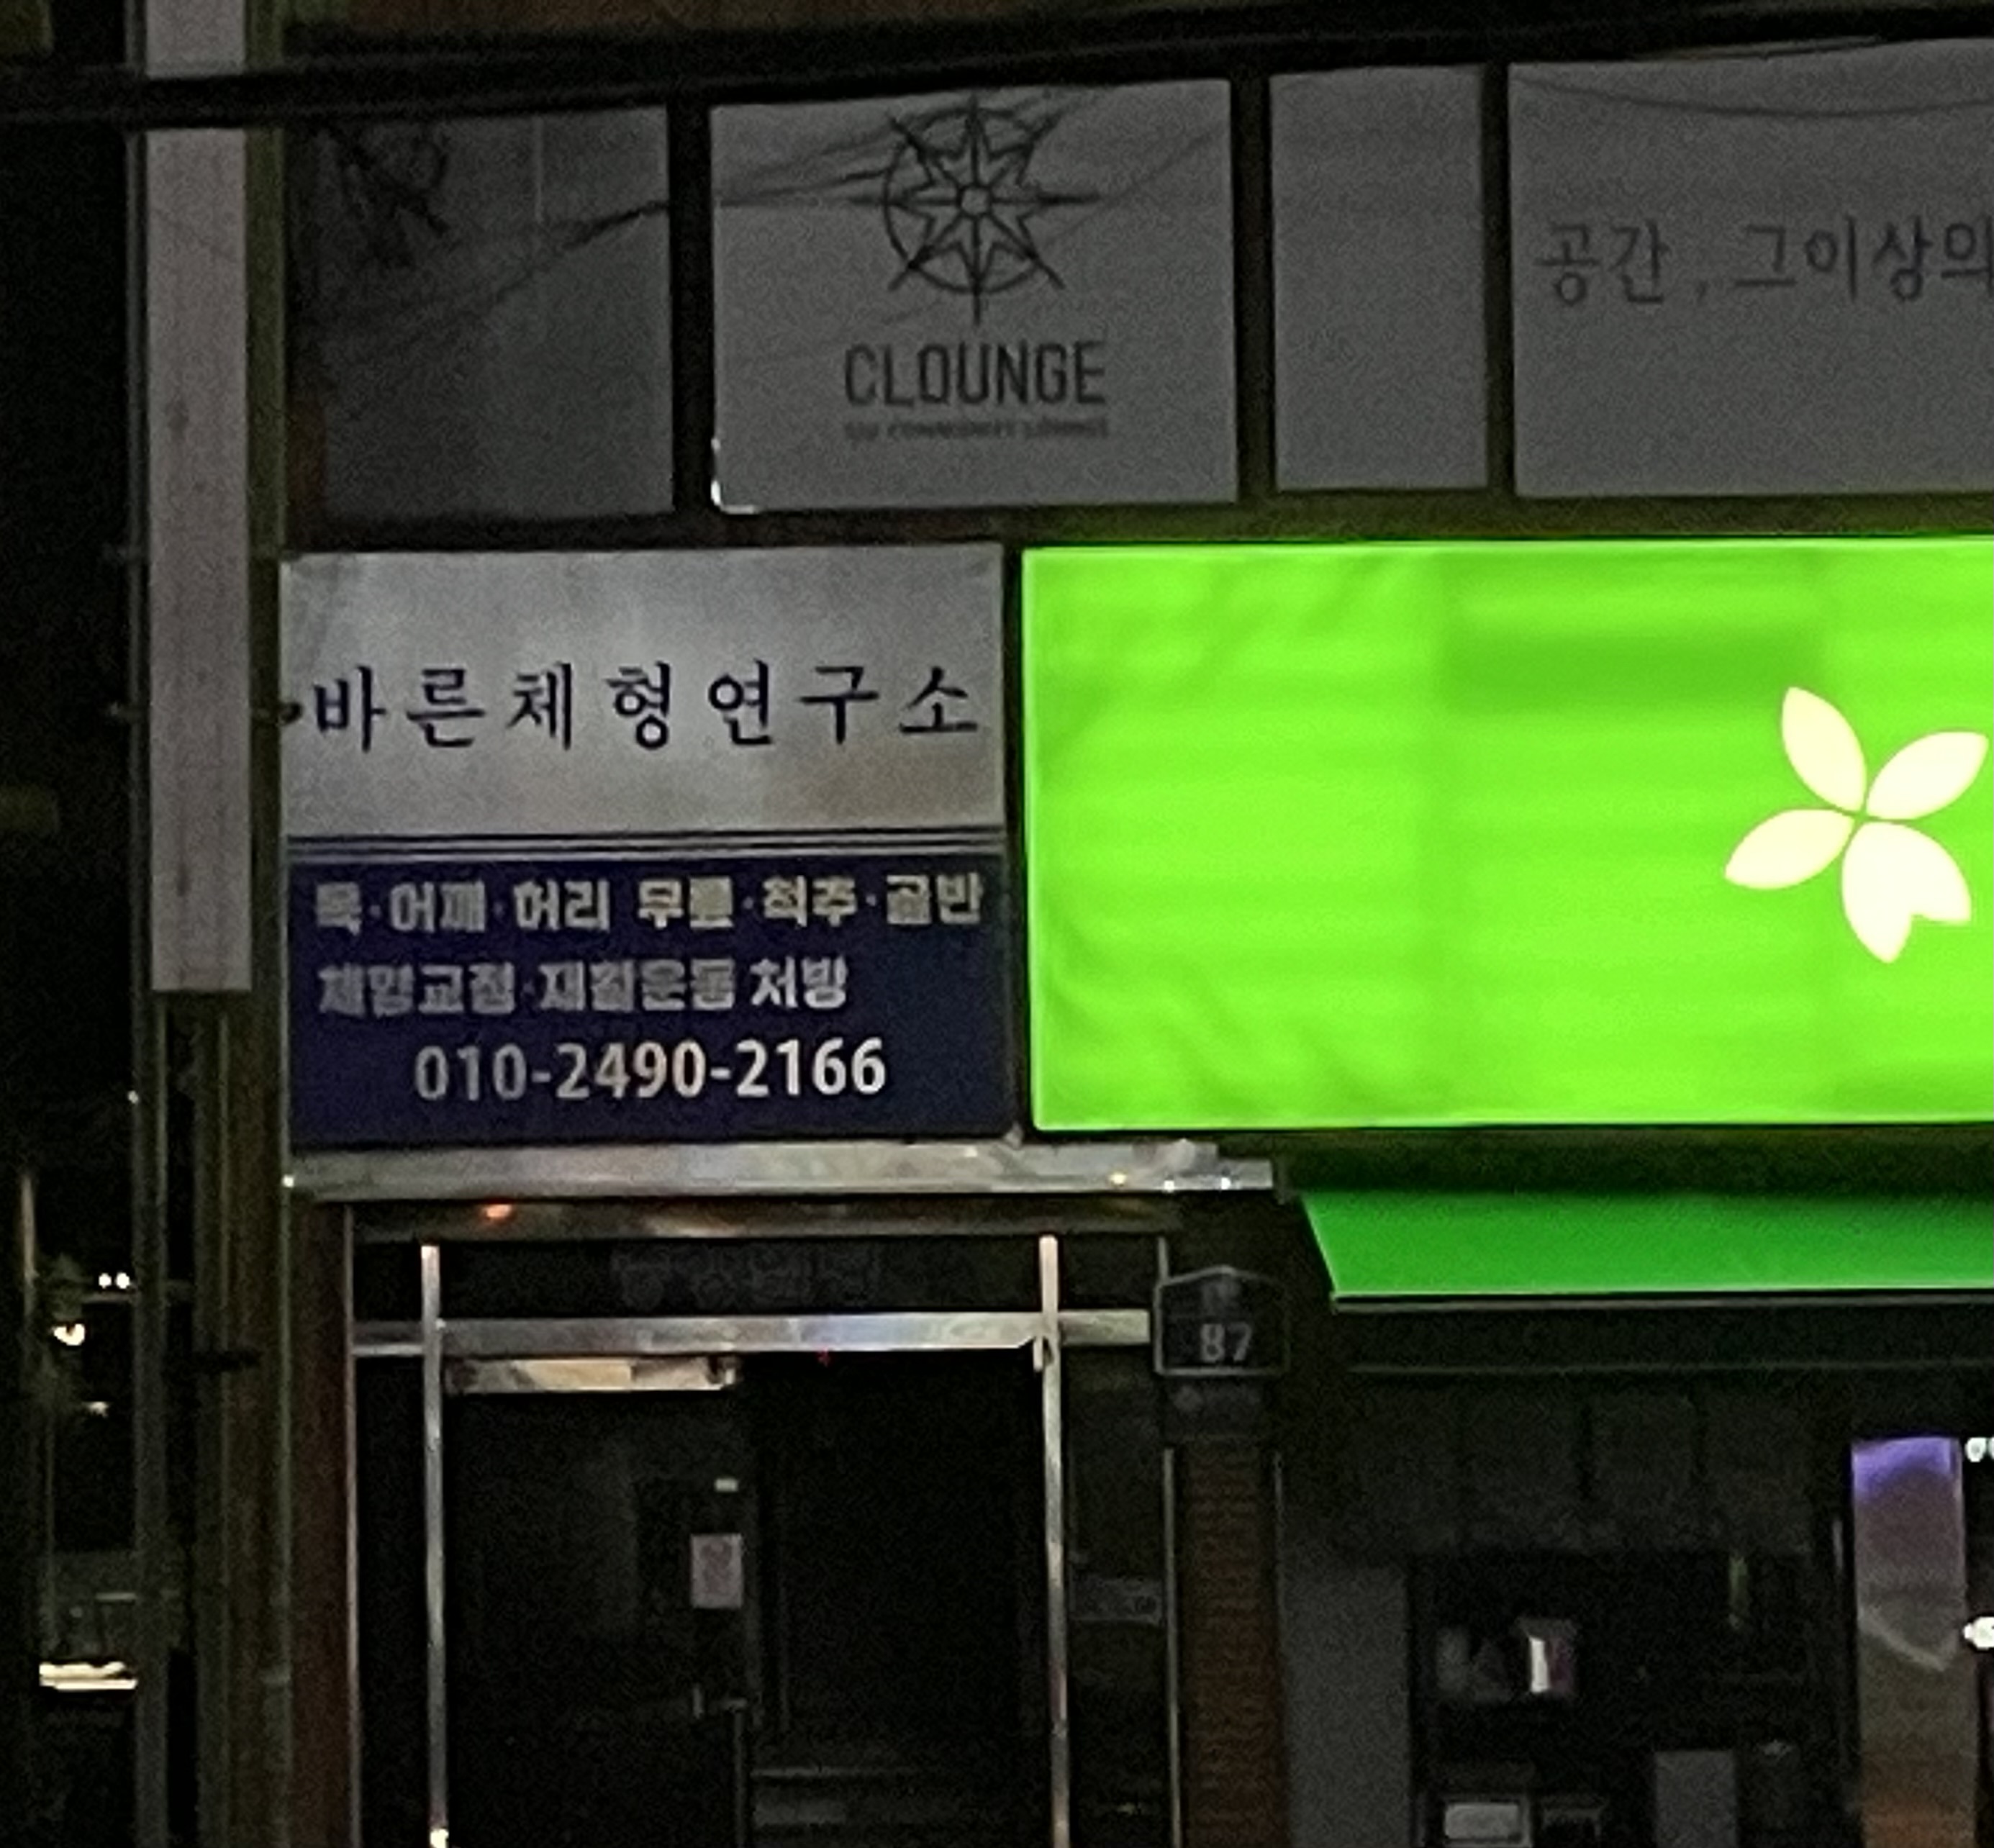 CLOUNGE
공간, 그이상의
바른체형연구소
목·어깨·허리 무릎·척주·골반
체형교정·재활운동 처방
010-2490-2166
87